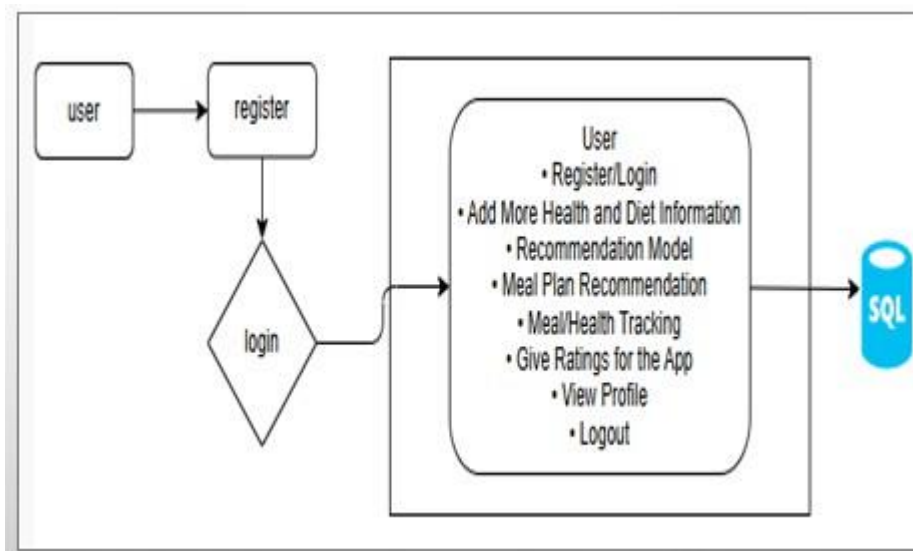 user
register
login
User
• Register/Login
• Add More Health and Diet Information
• Recommendation Model
• Meal Plan Recommendation
• Meal/Health Tracking
• Give Ratings for the App
• View Profile
• Logout
SQL